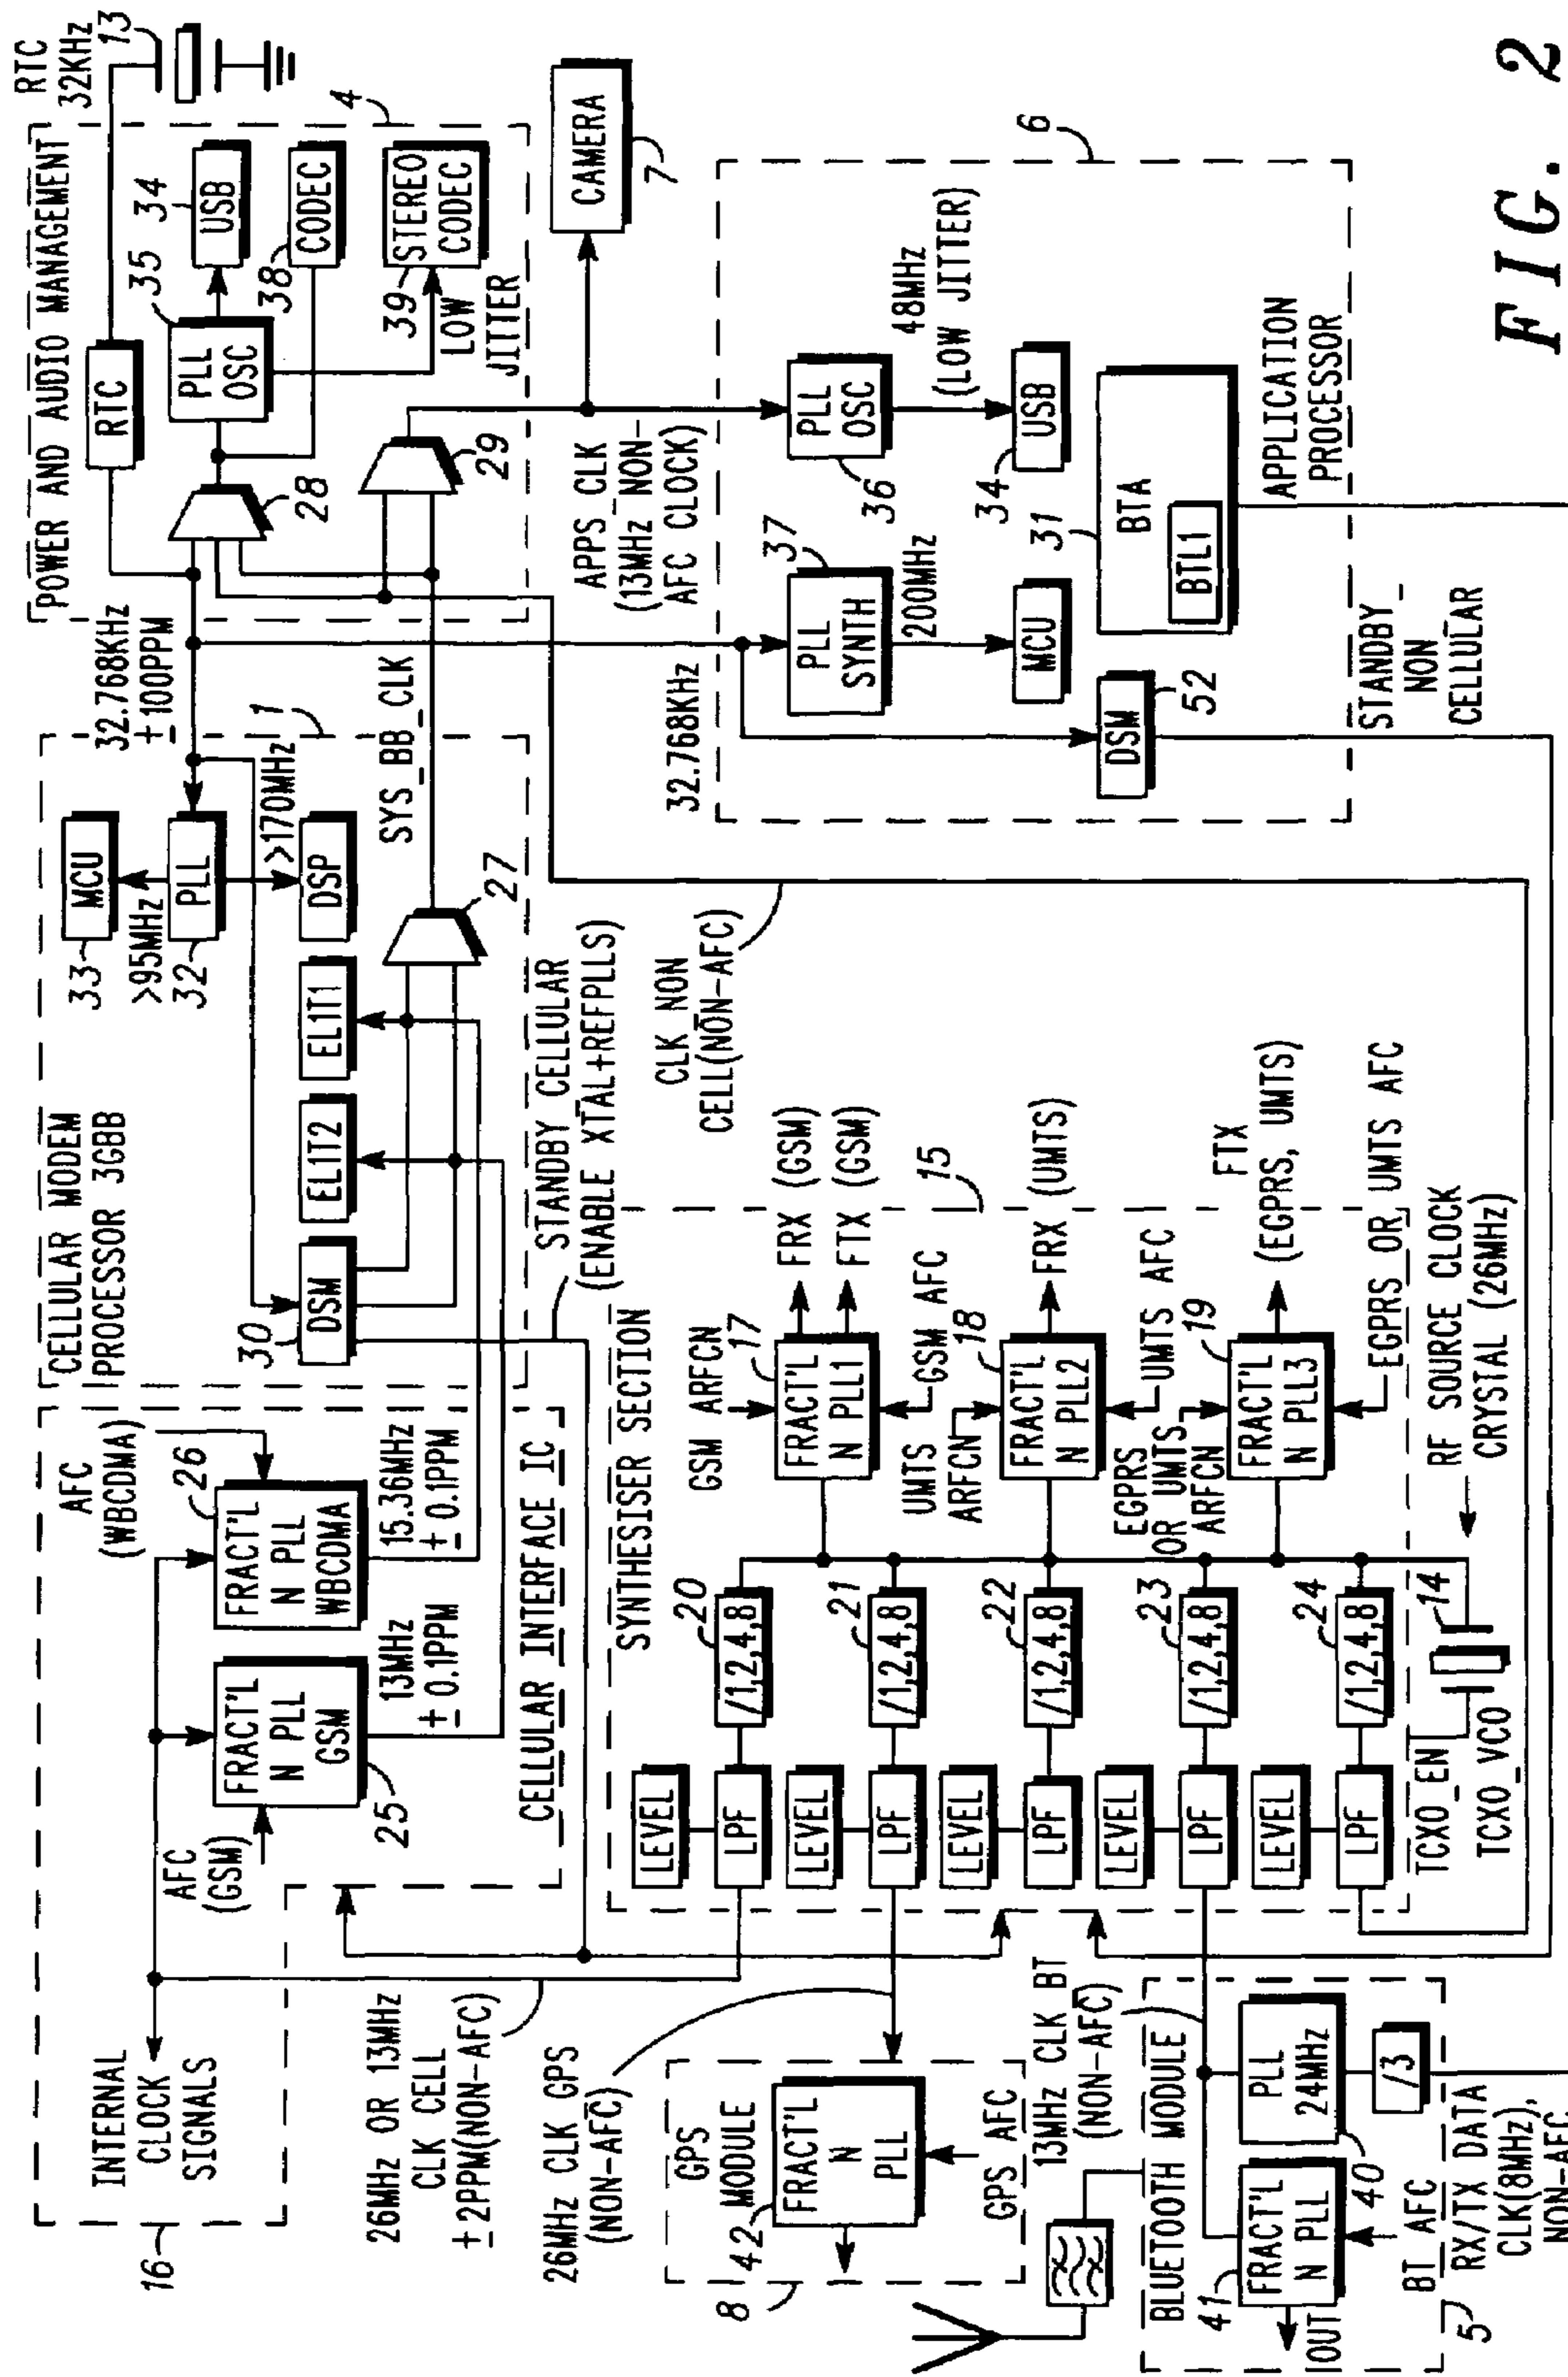 INTERNAL
CLOCK
SIGNALS
16
AFC
(GSM)
FRACT'L
N PLL
GSM
25
AFC
(WBCDMA)
26
FRACT'L
N PLL
WBCDMA
13MHz
± 0.1PPM
15.36MHz
± 0.1PPM
CELLULAR INTERFACE IC
CELLULAR MODEM
PROCESSOR 3GBB
1
30
DSM
EL1T2
EL1T1
33
MCU
>95MHz
32
PLL
>170MHz
DSP
27
SYS_BB_CLK
32.768KHz
±100PPM
POWER AND AUDIO MANAGEMENT
4
RTC
32KHz
13
RTC
28
35
PLL
OSC
34
USB
38
CODEC
39
STEREO
CODEC
LOW
JITTER
29
STANDBY CELLULAR
(ENABLE XTAL+REFPLLS)
26MHz OR 13MHz
CLK CELL
±2PPM(NON-AFC)
26MHz CLK GPS
(NON-AFC)
CLK NON
CELL(NON-AFC)
APPS CLK
(13MHz NON-
AFC CLOCK)
CAMERA
7
SYNTHESISER SECTION
15
LEVEL
LPF
20
/1,2,4,8
LEVEL
LPF
21
/1,2,4,8
LEVEL
LPF
22
/1,2,4,8
LEVEL
LPF
23
/1,2,4,8
LEVEL
LPF
24
/1,2,4,8
GSM ARFCN
17
FRACT'L
N PLL1
FRX (GSM)
FTX (GSM)
GSM AFC
UMTS
ARFCN
18
FRACT'L
N PLL2
FRX (UMTS)
UMTS AFC
EGPRS
OR UMTS
ARFCN
19
FRACT'L
N PLL3
FTX
(EGPRS, UMTS)
EGPRS OR UMTS AFC
RF SOURCE CLOCK
CRYSTAL (26MHz)
14
TCXO_EN
TCXO_VCO
GPS
MODULE
8
42
FRACT'L
N
PLL
GPS AFC
13MHz CLK BT
(NON-AFC)
BLUETOOTH MODULE
5
41
FRACT'L
N PLL
IOUT
BT AFC
40
PLL
24MHz
/3
RX/TX DATA
CLK(8MHz),
NON-AFC
32.768KHz
6
37
PLL
SYNTH
200MHz
MCU
36
PLL
OSC
48MHz
(LOW JITTER)
34
USB
DSM
52
31
BTA
BTL1
APPLICATION
PROCESSOR
STANDBY_
NON
CELLULAR
FIG. 2